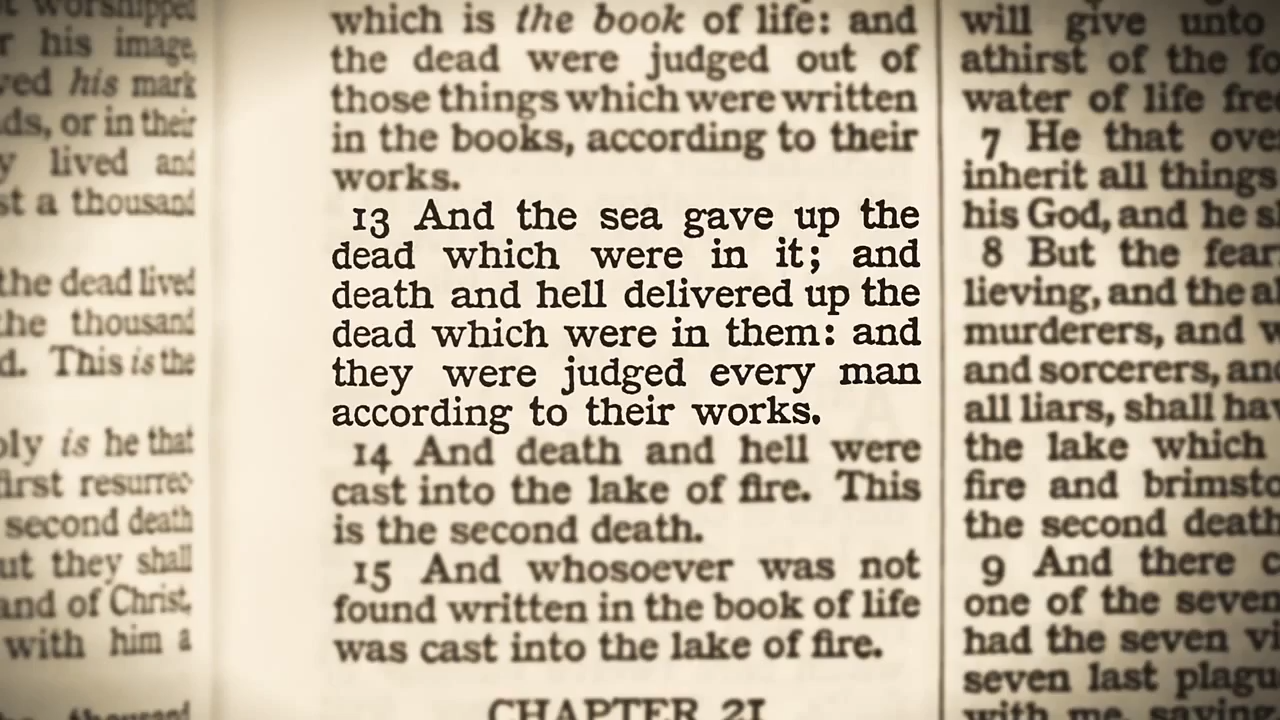 worshipped
his image,
his mark
or in their
lived and
a thousand
the dead lived
the thousand
This is the
is he that
first resurrec-
second death
they shall
and of Christ,
with him a
thousand
which is the book of life: and
the dead were judged out of
those things which were written
in the books, according to their
works.
13 And the sea gave up the
dead which were in it; and
death and hell delivered up the
dead which were in them: and
they were judged every man
according to their works.
14 And death and hell were
cast into the lake of fire. This
is the second death.
15 And whosoever was not
found written in the book of life
was cast into the lake of fire.
CHAPTER 21
will give unto
athirst of the
water of life
7 He that
inherit all things
his God, and he
8 But the
and the
murderers, and
and sorcerers,
all liars, shall
the lake which
fire and
the second death
9 And there
one of the seven
had the seven
seven last
with me, saying